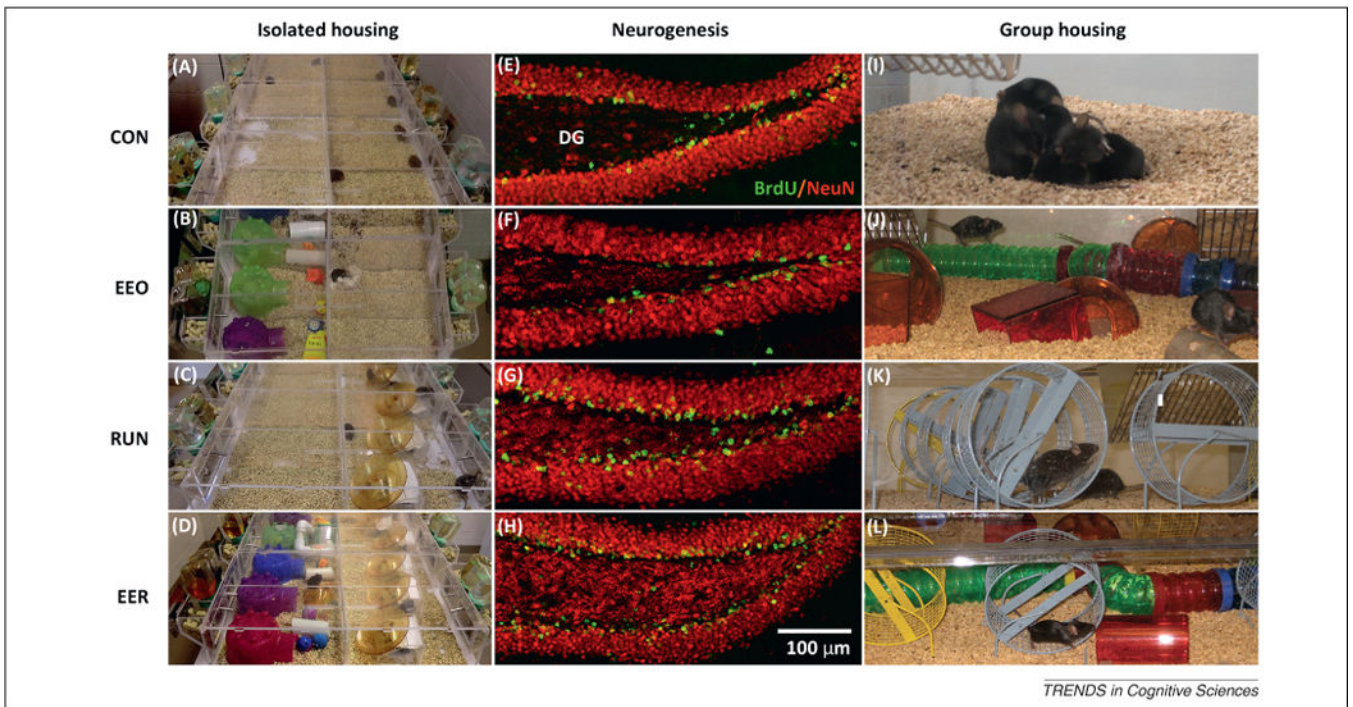 Isolated housing
Neurogenesis
Group housing
CON
(A)
(E)
DG
BrdU/NeuN
(I)
EEO
(B)
(F)
(J)
RUN
(C)
(G)
(K)
EER
(D)
(H)
100 μm
(L)
TRENDS in Cognitive Sciences